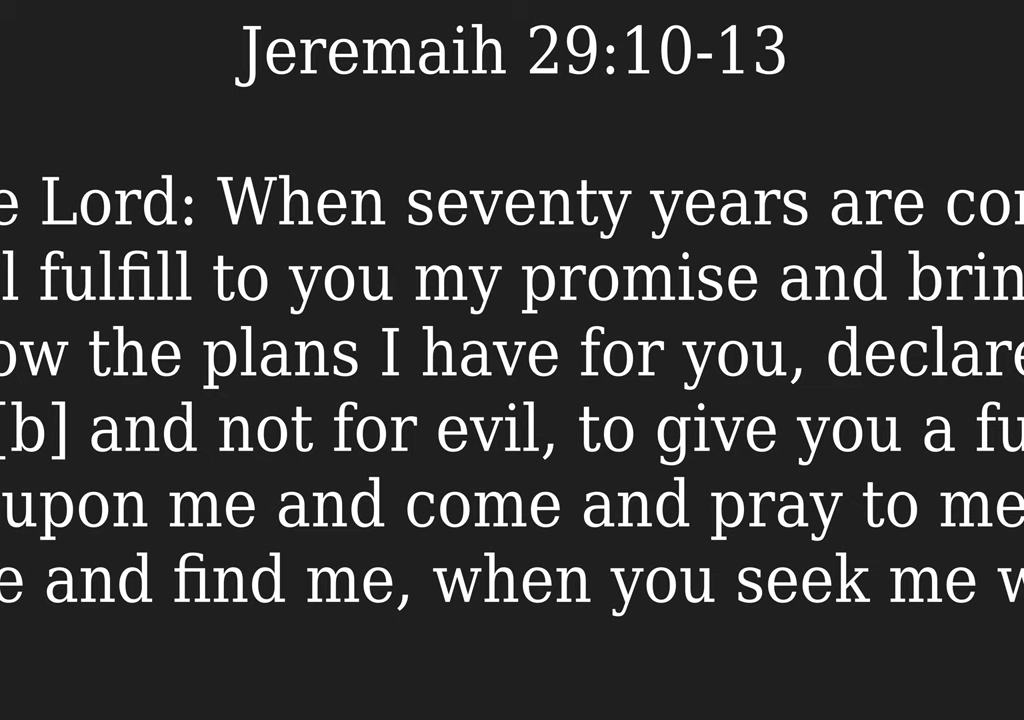 Jeremaih 29:10-13
e Lord: When seventy years are co
l fulfill to you my promise and brin
ow the plans I have for you, declare
[b] and not for evil, to give you a fu
upon me and come and pray to me
e and find me, when you seek me w